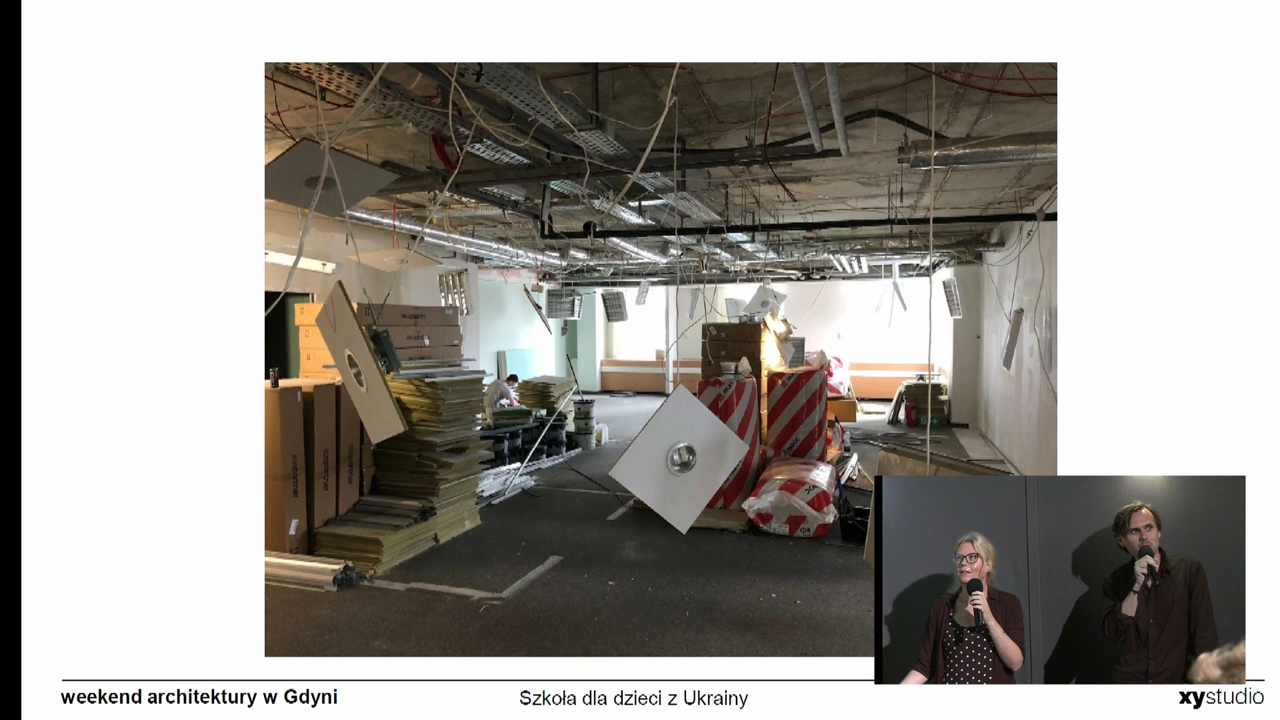 weekend architektury w Gdyni
Szkoła dla dzieci z Ukrainy
xystudio